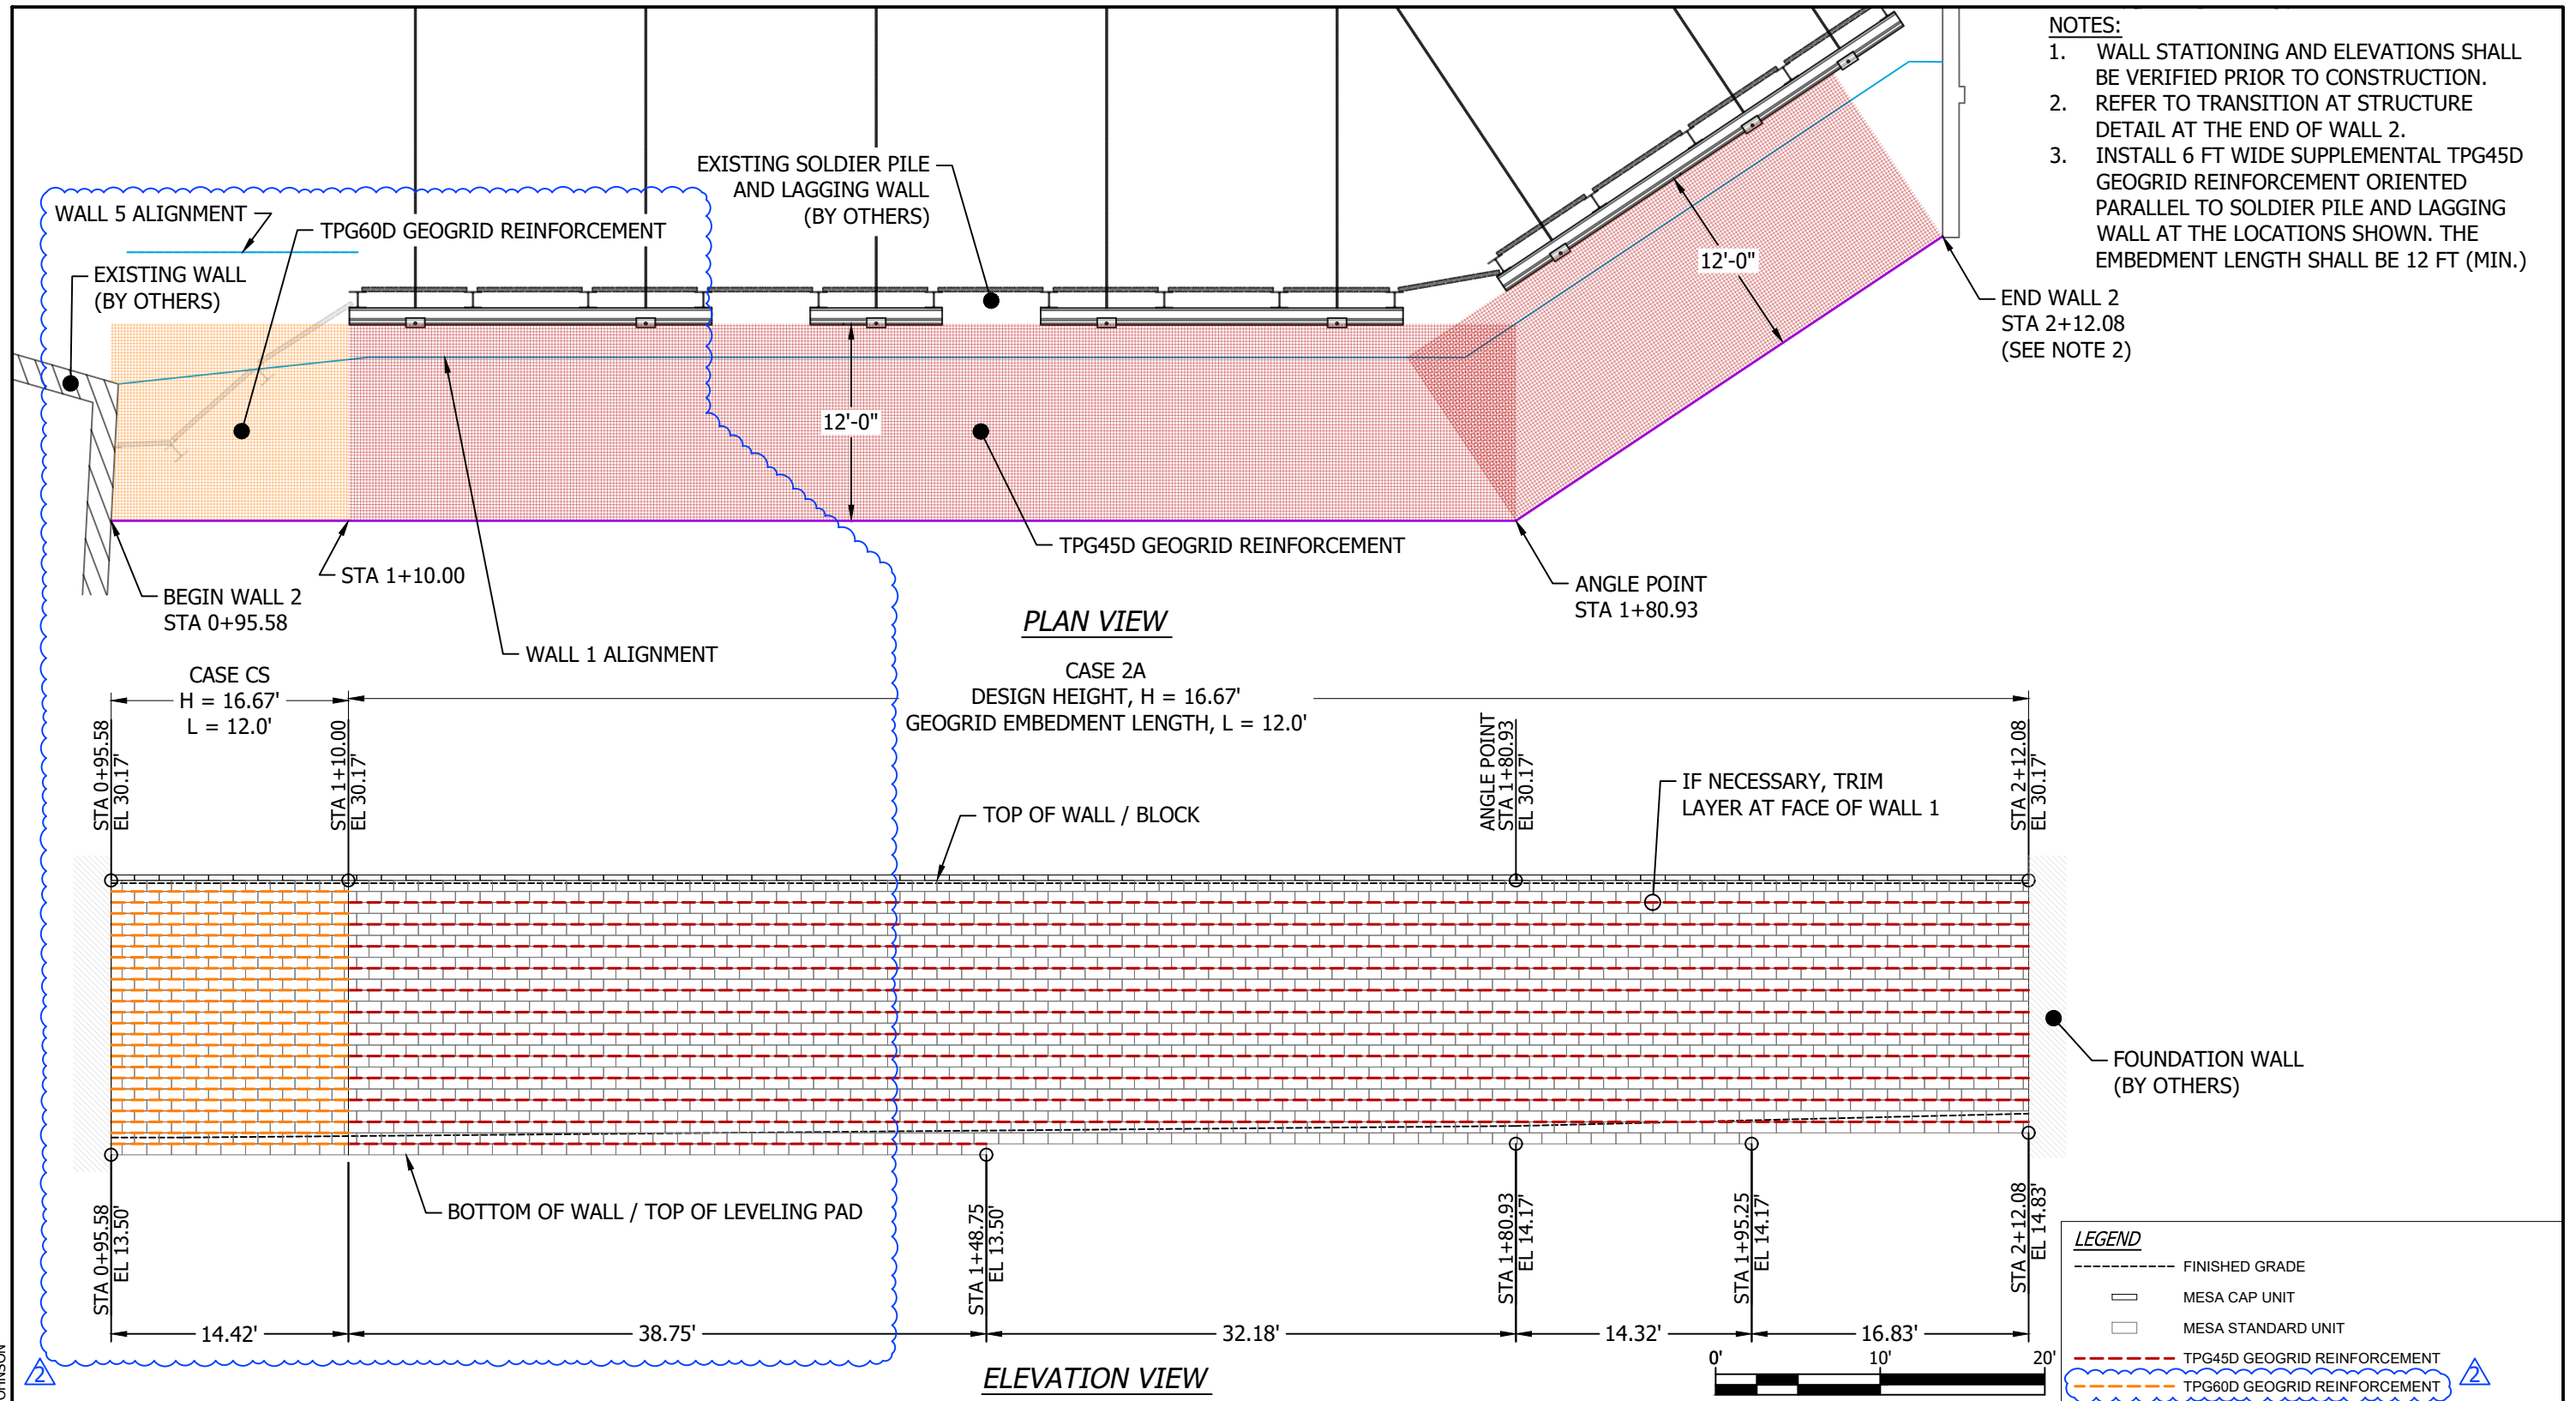 NOTES:
1. WALL STATIONING AND ELEVATIONS SHALL
BE VERIFIED PRIOR TO CONSTRUCTION.
2. REFER TO TRANSITION AT STRUCTURE
DETAIL AT THE END OF WALL 2.
3. INSTALL 6 FT WIDE SUPPLEMENTAL TPG45D
GEOGRID REINFORCEMENT ORIENTED
PARALLEL TO SOLDIER PILE AND LAGGING
WALL AT THE LOCATIONS SHOWN. THE
EMBEDMENT LENGTH SHALL BE 12 FT (MIN.)
EXISTING SOLDIER PILE
AND LAGGING WALL
(BY OTHERS)
WALL 5 ALIGNMENT
TPG60D GEOGRID REINFORCEMENT
EXISTING WALL
(BY OTHERS)
12'-0"
12'-0"
END WALL 2
STA 2+12.08
(SEE NOTE 2)
TPG45D GEOGRID REINFORCEMENT
STA 1+10.00
BEGIN WALL 2
STA 0+95.58
ANGLE POINT
STA 1+80.93
WALL 1 ALIGNMENT
PLAN VIEW
CASE CS
H = 16.67'
L = 12.0'
CASE 2A
DESIGN HEIGHT, H = 16.67'
GEOGRID EMBEDMENT LENGTH, L = 12.0'
STA 0+95.58
EL 30.17'
STA 1+10.00
EL 30.17'
ANGLE POINT
STA 1+80.93
EL 30.17'
STA 2+12.08
EL 30.17'
TOP OF WALL / BLOCK
IF NECESSARY, TRIM
LAYER AT FACE OF WALL 1
FOUNDATION WALL
(BY OTHERS)
BOTTOM OF WALL / TOP OF LEVELING PAD
STA 0+95.58
EL 13.50'
STA 1+48.75
EL 13.50'
STA 1+80.93
EL 14.17'
STA 1+95.25
EL 14.17'
STA 2+12.08
EL 14.83'
14.42'
38.75'
32.18'
14.32'
16.83'
ELEVATION VIEW
0'
10'
20'
LEGEND
FINISHED GRADE
MESA CAP UNIT
MESA STANDARD UNIT
TPG45D GEOGRID REINFORCEMENT
TPG60D GEOGRID REINFORCEMENT
2
2